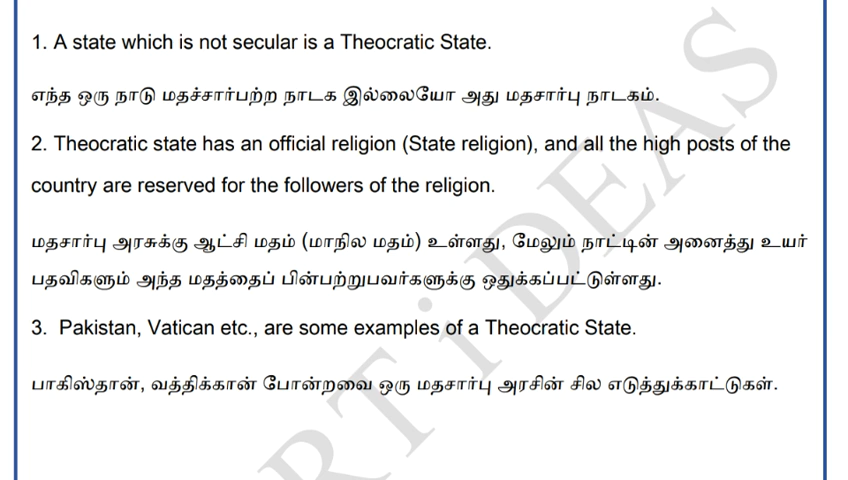 1. A state which is not secular is a Theocratic State.
எந்த ஒரு நாடு மதச்சார்பற்ற நாடக இல்லையோ அது மதசார்பு நாடகம்.
2. Theocratic state has an official religion (State religion), and all the high posts of the
country are reserved for the followers of the religion.
மதசார்பு அரசுக்கு ஆட்சி மதம் (மாநில மதம்) உள்ளது, மேலும் நாட்டின் அனைத்து உயர்
பதவிகளும் அந்த மதத்தைப் பின்பற்றுபவர்களுக்கு ஒதுக்கப்பட்டுள்ளது.
3. Pakistan, Vatican etc., are some examples of a Theocratic State.
பாகிஸ்தான், வத்திக்கான் போன்றவை ஒரு மதசார்பு அரசின் சில எடுத்துக்காட்டுகள்.
RT i DEAS